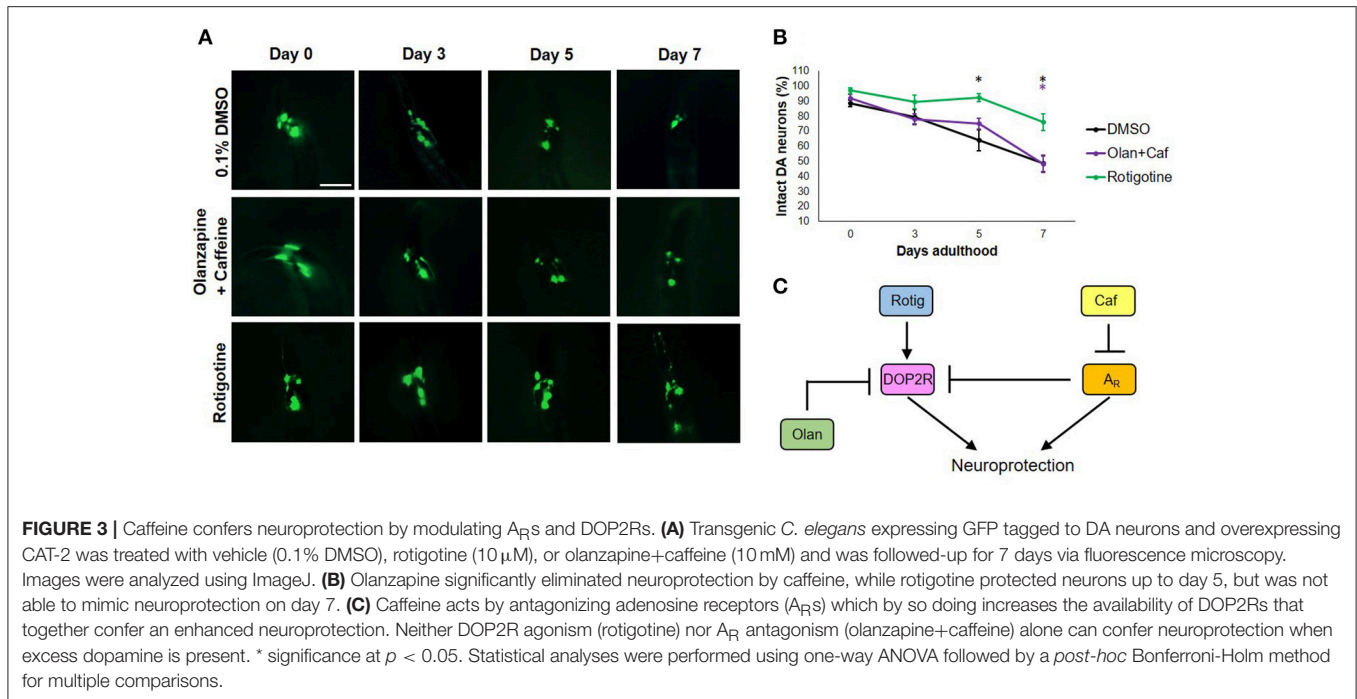 A
Day 0 Day 3 Day 5 Day 7
0.1% DMSO
Olanzapine
+ Caffeine
Rotigotine
B
Intact DA neurons (%)
110
100
90
80
70
60
50
40
30
20
10
* *
*
0 3 5 7
Days adulthood
DMSO
Olan+Caf
Rotigotine
C
Rotig Caf
DOP2R AR
Olan
Neuroprotection
FIGURE 3 | Caffeine confers neuroprotection by modulating ARs and DOP2Rs. (A) Transgenic C. elegans expressing GFP tagged to DA neurons and overexpressing
CAT-2 was treated with vehicle (0.1% DMSO), rotigotine (10 μM), or olanzapine+caffeine (10 mM) and was followed-up for 7 days via fluorescence microscopy.
Images were analyzed using ImageJ. (B) Olanzapine significantly eliminated neuroprotection by caffeine, while rotigotine protected neurons up to day 5, but was not
able to mimic neuroprotection on day 7. (C) Caffeine acts by antagonizing adenosine receptors (ARs) which by so doing increases the availability of DOP2Rs that
together confer an enhanced neuroprotection. Neither DOP2R agonism (rotigotine) nor AR antagonism (olanzapine+caffeine) alone can confer neuroprotection when
excess dopamine is present. * significance at p < 0.05. Statistical analyses were performed using one-way ANOVA followed by a post-hoc Bonferroni-Holm method
for multiple comparisons.